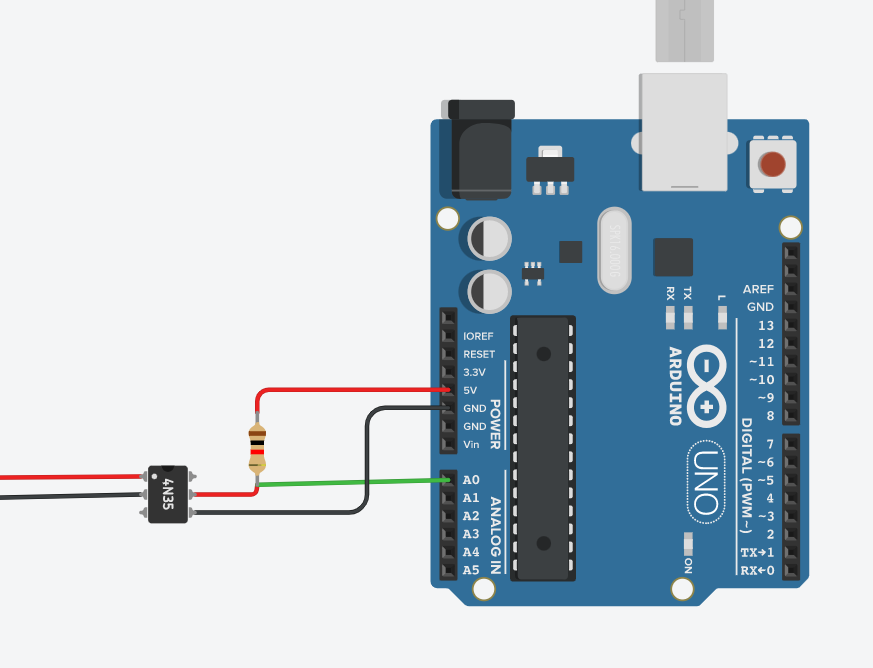 AREF
GND
13
12
~11
~10
~9
8
7
~6
~5
4
~3
2
TX→1
RX←0
DIGITAL (PWM~)
RX
TX
L
ARDUINO
UNO
ON
IOREF
RESET
3.3V
5V
GND
GND
Vin
POWER
A0
A1
A2
A3
A4
A5
ANALOG IN
4N35